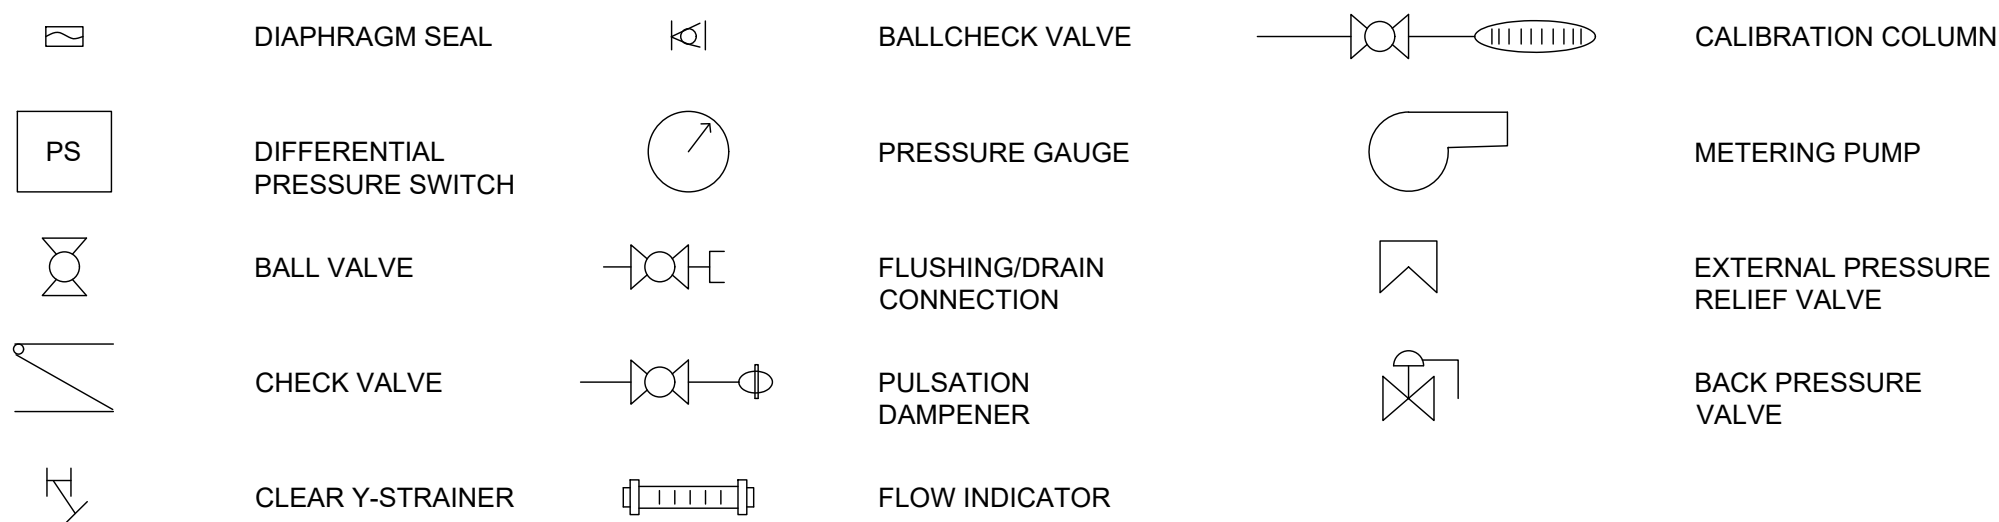 DIAPHRAGM SEAL
BALLCHECK VALVE
CALIBRATION COLUMN
PS
DIFFERENTIAL
PRESSURE SWITCH
PRESSURE GAUGE
METERING PUMP
BALL VALVE
FLUSHING/DRAIN
CONNECTION
EXTERNAL PRESSURE
RELIEF VALVE
CHECK VALVE
PULSATION
DAMPENER
BACK PRESSURE
VALVE
CLEAR Y-STRAINER
FLOW INDICATOR